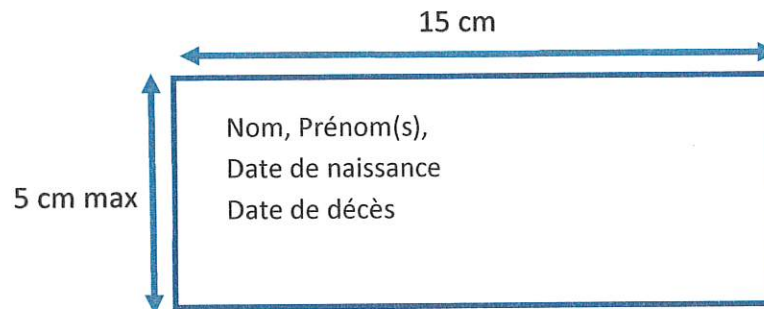 15 cm
Nom, Prénom(s),
Date de naissance
5 cm max
Date de décès